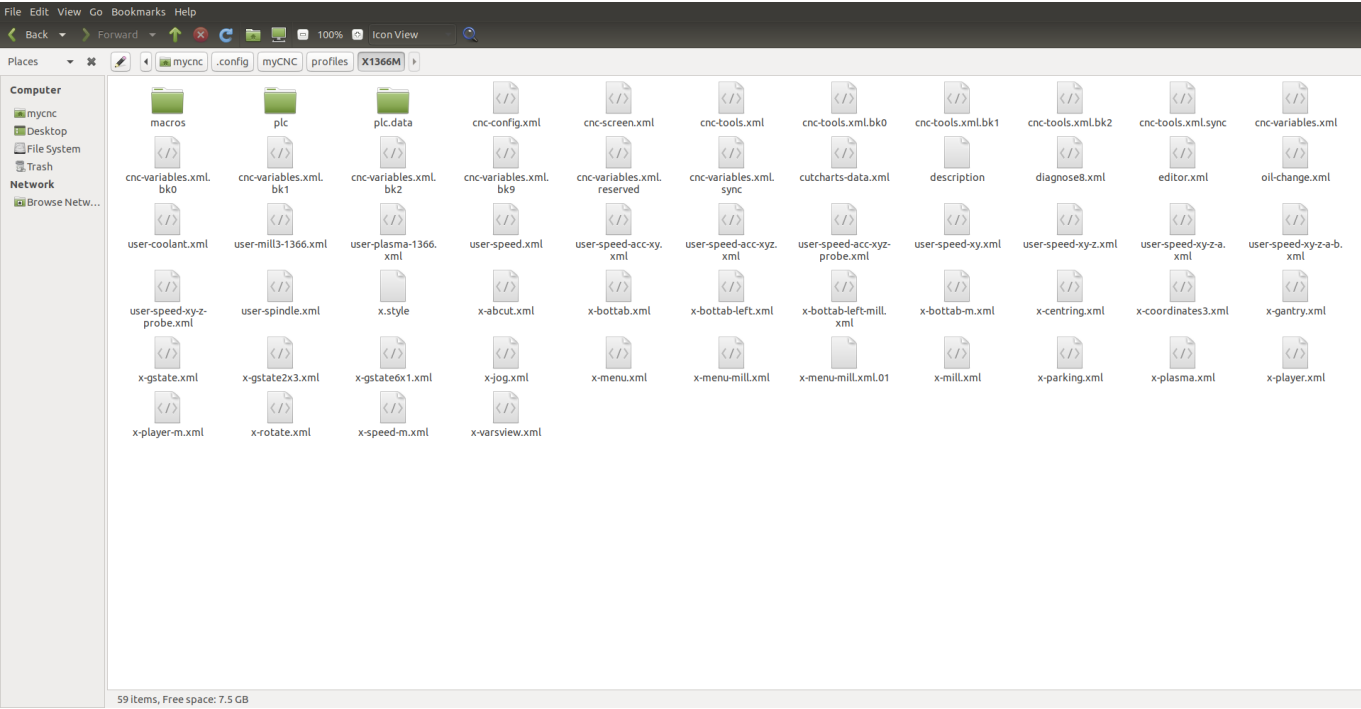 File Edit View Go Bookmarks Help
Back Forward 100% Icon View
Places mycnc .config myCNC profiles X1366M
Computer
mycnc
Desktop
File System
Trash
Network
Browse Netw...
macros plc plc.data cnc-config.xml cnc-screen.xml cnc-tools.xml cnc-tools.xml.bk0 cnc-tools.xml.bk1 cnc-tools.xml.bk2 cnc-tools.xml.sync cnc-variables.xml
cnc-variables.xml. cnc-variables.xml. cnc-variables.xml. cnc-variables.xml. cnc-variables.xml. cnc-variables.xml. cutcharts-data.xml description diagnose8.xml editor.xml oil-change.xml
bk0 bk1 bk2 bk9 reserved sync
user-coolant.xml user-mill3-1366.xml user-plasma-1366. user-speed.xml user-speed-acc-xy. user-speed-acc-xyz. user-speed-acc-xyz- user-speed-xy.xml user-speed-xy-z.xml user-speed-xy-z-a. user-speed-xy-z-a-b.
xml xml xml probe.xml xml xml
user-speed-xy-z- user-spindle.xml x.style x-abcut.xml x-bottab.xml x-bottab-left.xml x-bottab-left-mill. x-bottab-m.xml x-centring.xml x-coordinates3.xml x-gantry.xml
probe.xml xml
x-gstate.xml x-gstate2x3.xml x-gstate6x1.xml x-jog.xml x-menu.xml x-menu-mill.xml x-menu-mill.xml.01 x-mill.xml x-parking.xml x-plasma.xml x-player.xml
x-player-m.xml x-rotate.xml x-speed-m.xml x-varsview.xml
59 items, Free space: 7.5 GB